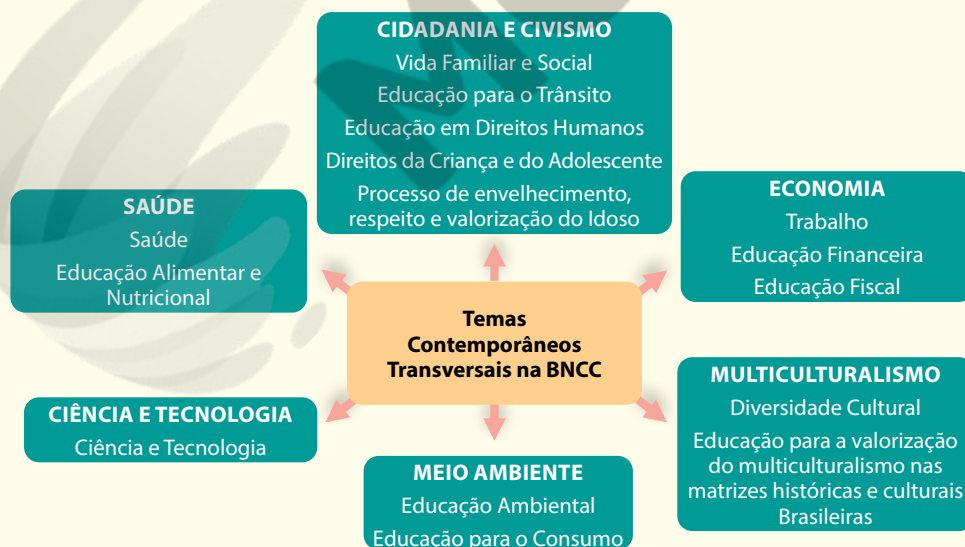 CIDADANIA E CIVISMO
Vida Familiar e Social
Educação para o Trânsito
Educação em Direitos Humanos
Direitos da Criança e do Adolescente
Processo de envelhecimento,
respeito e valorização do Idoso
SAÚDE
Saúde
Educação Alimentar e
Nutricional
ECONOMIA
Trabalho
Educação Financeira
Educação Fiscal
Temas
Contemporâneos
Transversais na BNCC
CIÊNCIA E TECNOLOGIA
Ciência e Tecnologia
MULTICULTURALISMO
Diversidade Cultural
Educação para a valorização
do multiculturalismo nas
matrizes históricas e culturais
Brasileiras
MEIO AMBIENTE
Educação Ambiental
Educação para o Consumo